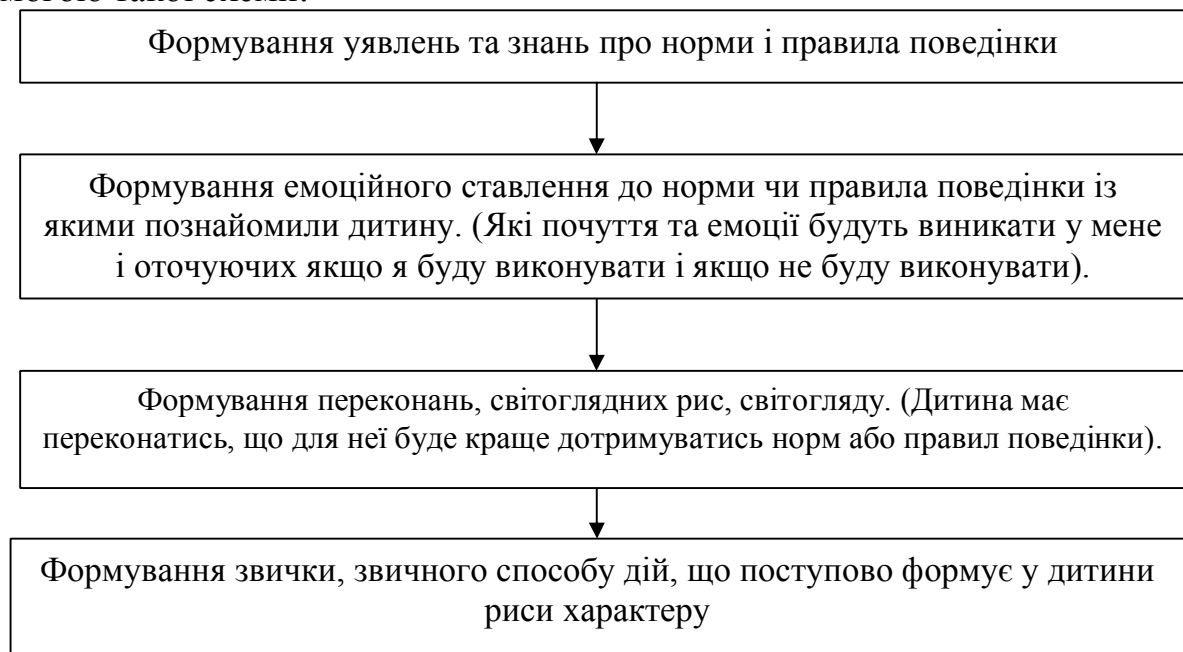 Формування уявлень та знань про норми і правила поведінки
Формування емоційного ставлення до норми чи правила поведінки із
якими познайомили дитину. (Які почуття та емоції будуть виникати у мене
і оточуючих якщо я буду виконувати і якщо не буду виконувати).
Формування переконань, світоглядних рис, світогляду. (Дитина має
переконатись, що для неї буде краще дотримуватись норм або правил поведінки).
Формування звички, звичного способу дій, що поступово формує у дитини
риси характеру